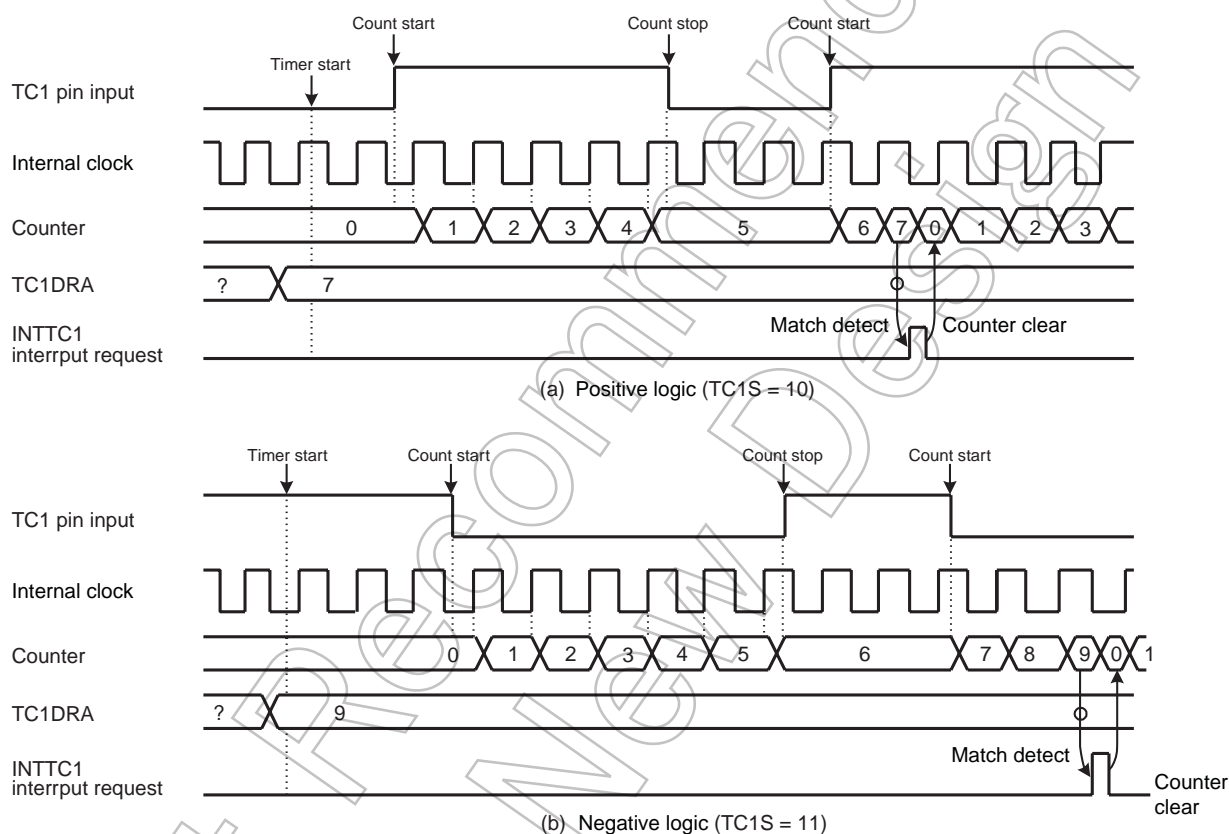 Count start Count stop Count start
Timer start
TC1 pin input
Internal clock
Counter 0 1 2 3 4 5 6 7 0 1 2 3
TC1DRA ? 7
INTTC1
interrput request
Match detect Counter clear
(a) Positive logic (TC1S = 10)
Timer start Count start Count stop Count start
TC1 pin input
Internal clock
Counter 0 1 2 3 4 5 6 7 8 9 0 1
TC1DRA ? 9
INTTC1
interrput request
Match detect
Counter
clear
(b) Negative logic (TC1S = 11)
Recommen
New Design